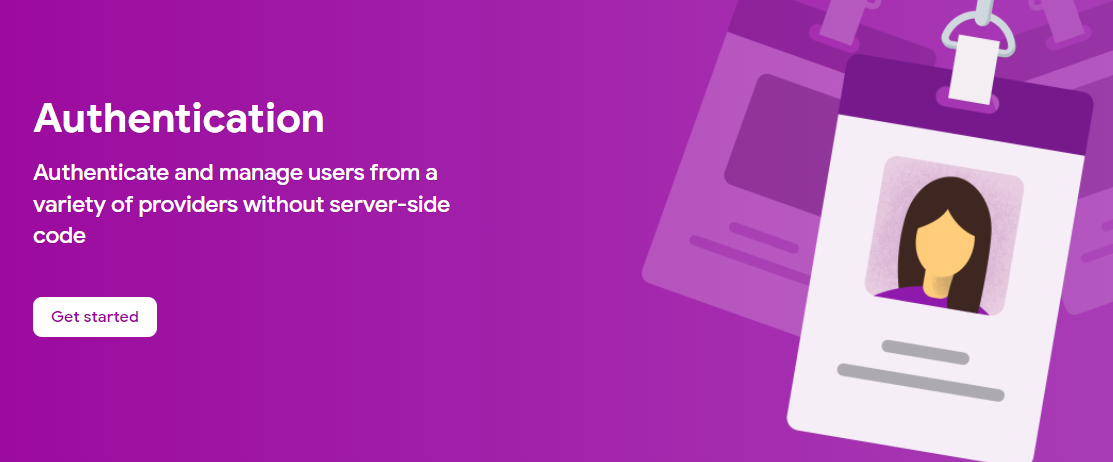 Authentication
Authenticate and manage users from a
variety of providers without server-side
code
Get started